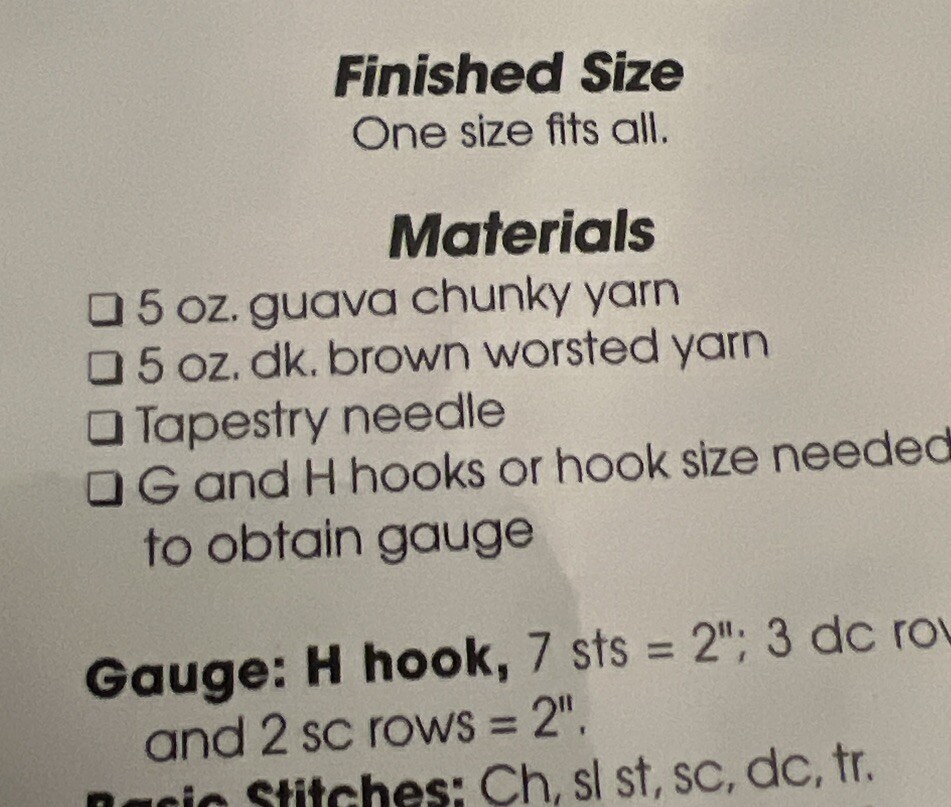 Finished Size
One size fits all.
Materials
❏ 5 oz. guava chunky yarn
❏ 5 oz. dk. brown worsted yarn
❏ Tapestry needle
❏ G and H hooks or hook size needed
to obtain gauge
Gauge: H hook, 7 sts = 2"; 3 dc
and 2 sc rows = 2".
Basic Stitches: Ch, sl st, sc, dc, tr.